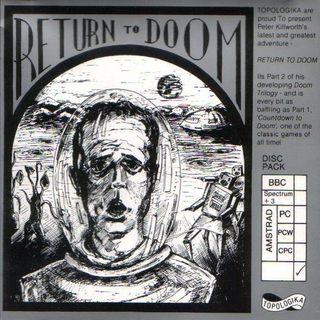 RETURN TO DOOM
TOPOLOGIKA are
proud To present
Peter Killworth's
latest and greatest
adventure -
RETURN TO DOOM
Its Part 2 of his
developing Doom
Trilogy - and is
every bit as
baffling as Part 1,
'Countdown to
Doom', one of the
classic games of
all time!
DISC
PACK
BBC
Spectrum
+ 3
AMSTRAD
PC
PCW
CPC
TOPOLOGIKA